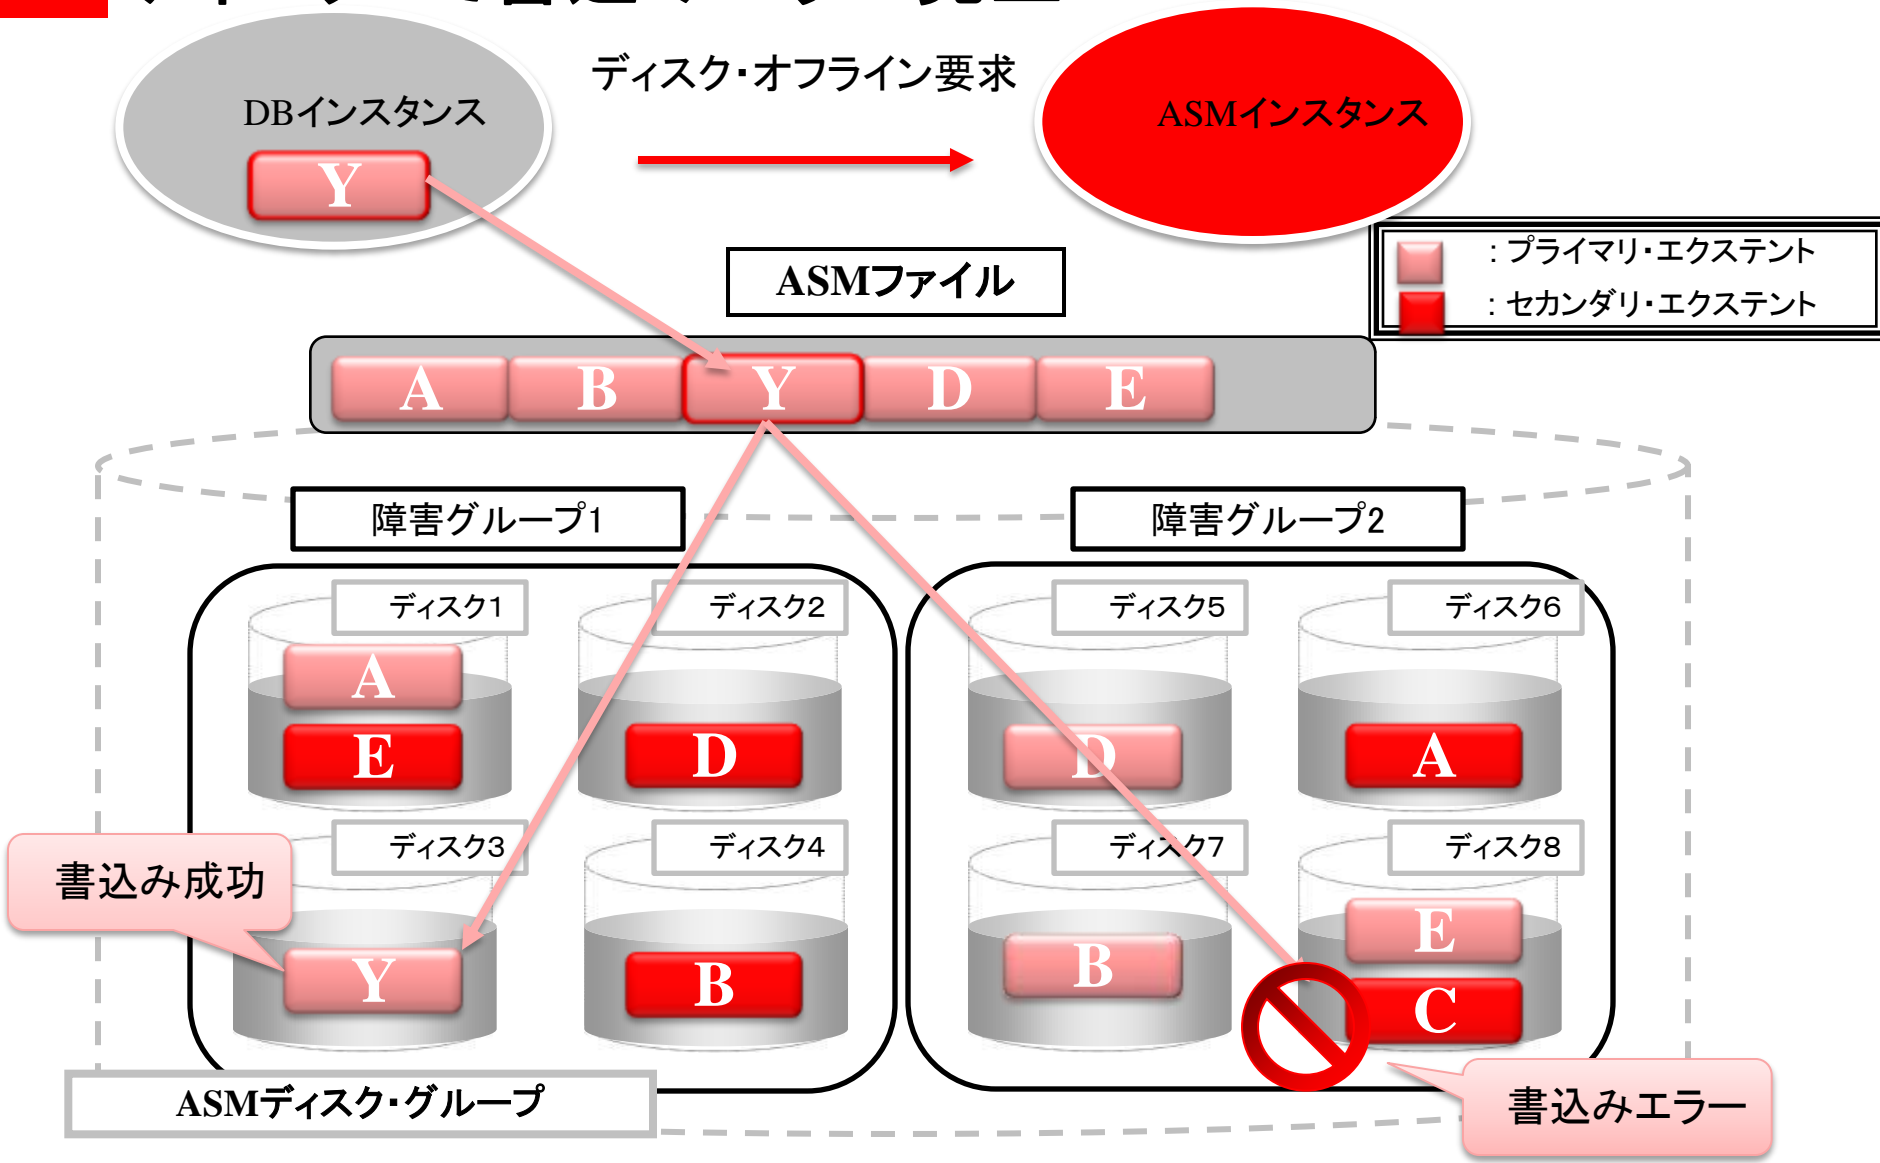 ディスク・オフライン要求
DBインスタンス
ASMインスタンス
Y
：プライマリ・エクステント
：セカンダリ・エクステント
ASMファイル
A B Y D E
障害グループ1
障害グループ2
ディスク1
ディスク2
ディスク5
ディスク6
A
E
D
D
A
ディスク3
ディスク4
ディスク7
ディスク8
書込み成功
Y
B
B
E
C
ASMディスク・グループ
書込みエラー